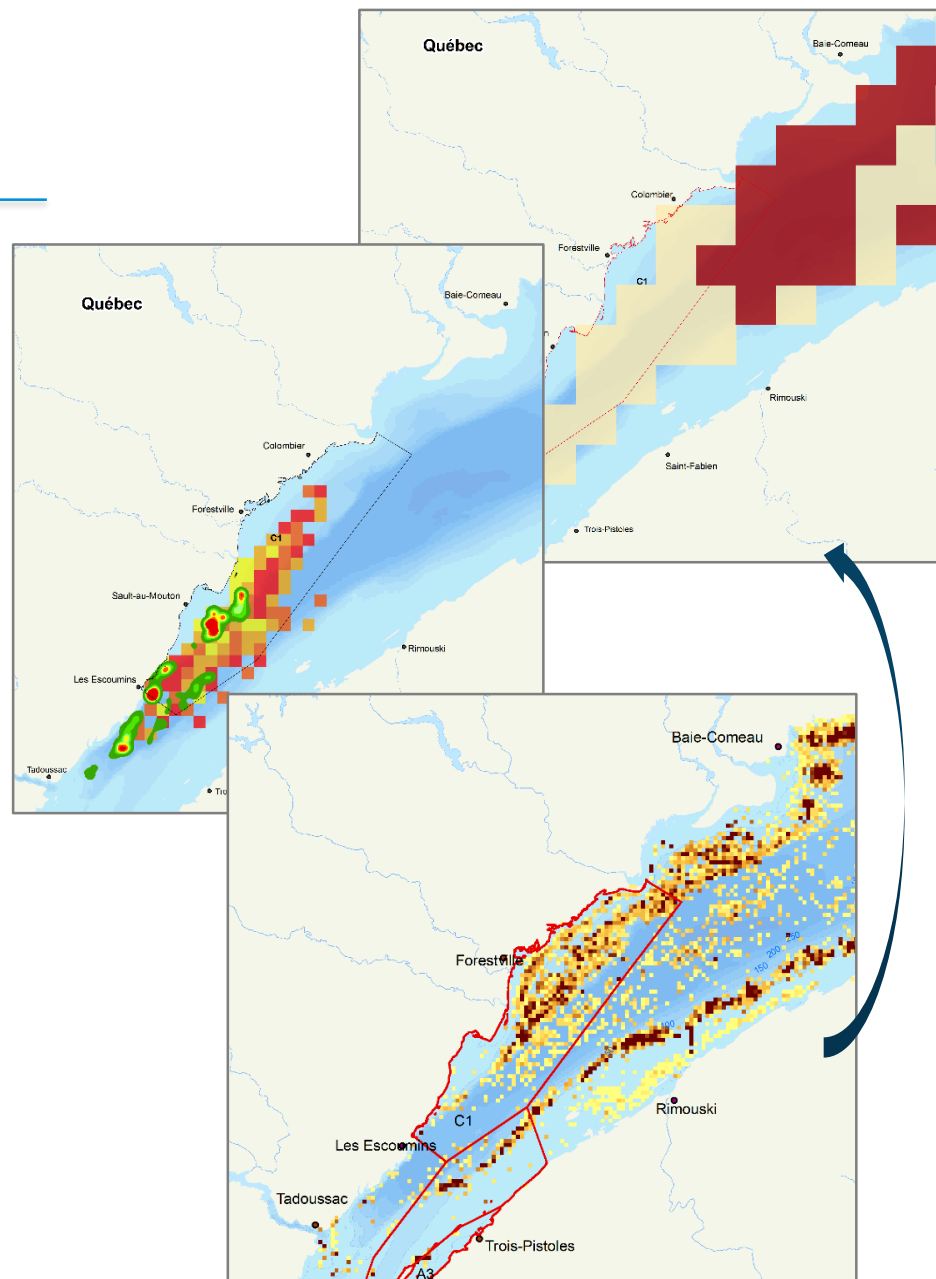 Québec
Baie-Comeau
Colombier
Forestville
C1
Rimouski
Saint-Fabien
Trois-Pistoles
Québec
Baie-Comeau
Colombier
Forestville
C1
Sault-au-Mouton
Rimouski
Les Escoumins
Tadoussac
Baie-Comeau
Forestville
250
200
150
100
C1
Rimouski
Les Escoumins
Tadoussac
Trois-Pistoles
A3